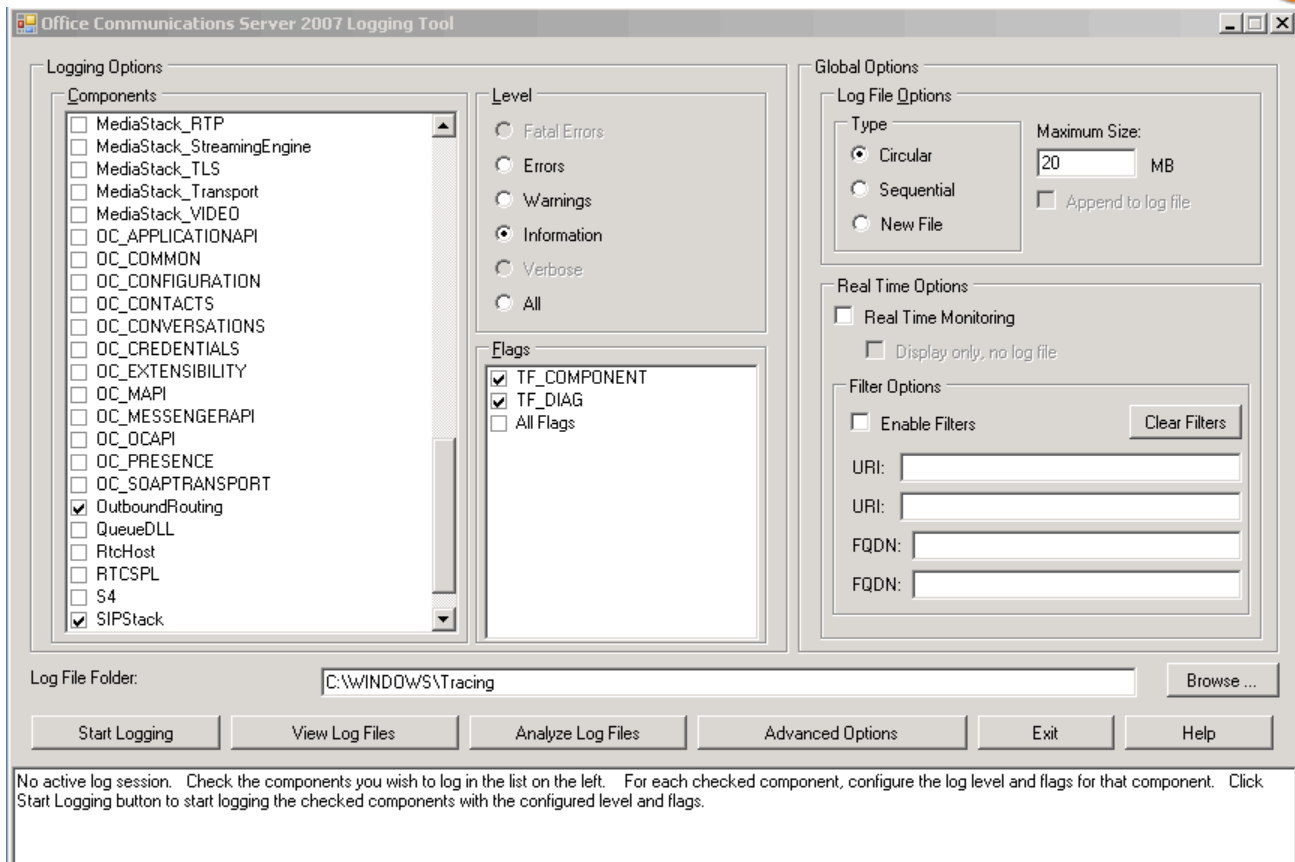 Office Communications Server 2007 Logging Tool
Logging Options
Components
MediaStack_RTP
MediaStack_StreamingEngine
MediaStack_TLS
MediaStack_Transport
MediaStack_VIDEO
OC_APPLICATIONAPI
OC_COMMON
OC_CONFIGURATION
OC_CONTACTS
OC_CONVERSATIONS
OC_CREDENTIALS
OC_EXTENSIBILITY
OC_MAPI
OC_MESSENGERAPI
OC_OCAPI
OC_PRESENCE
OC_SOAPTRANSPORT
OutboundRouting
QueueDLL
RtcHost
RTCSPL
S4
SIPStack
Level
Fatal Errors
Errors
Warnings
Information
Verbose
All
Flags
TF_COMPONENT
TF_DIAG
All Flags
Global Options
Log File Options
Type
Circular
Sequential
New File
Maximum Size:
20 MB
Append to log file
Real Time Options
Real Time Monitoring
Display only, no log file
Filter Options
Enable Filters
Clear Filters
URI:
URI:
FQDN:
FQDN:
Log File Folder: C:\WINDOWS\Tracing Browse ...
Start Logging View Log Files Analyze Log Files Advanced Options Exit Help
No active log session. Check the components you wish to log in the list on the left. For each checked component, configure the log level and flags for that component. Click
Start Logging button to start logging the checked components with the configured level and flags.